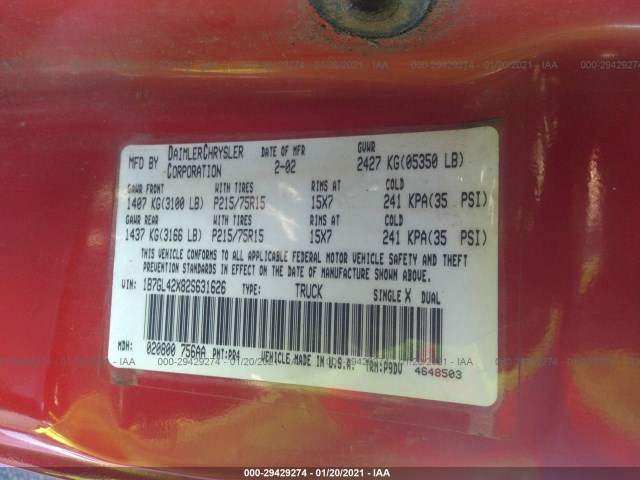 000-29429274 - 01/20/2021 - IAA
MFD BY DAIMLERCHRYSLER CORPORATION DATE OF MFR 2-02 GVWR 2427 KG(05350 LB)
GAWR FRONT WITH TIRES RIMS AT COLD
1407 KG(3100 LB) P215/75R15 15X7 241 KPA(35 PSI)
GAWR REAR WITH TIRES RIMS AT COLD
1437 KG(3166 LB) P215/75R15 15X7 241 KPA(35 PSI)
THIS VEHICLE CONFORMS TO ALL APPLICABLE FEDERAL MOTOR VEHICLE SAFETY AND THEFT
PREVENTION STANDARDS IN EFFECT ON THE DATE OF MANUFACTURE SHOWN ABOVE.
VIN: 1B7GL42X82S631626 TYPE: TRUCK SINGLE X DUAL
MDH: 020800 756AA PNT:PR4 VEHICLE MADE IN U.S.A. TRM:P9DV 4648503
000-29429274 - 01/20/2021 - IAA